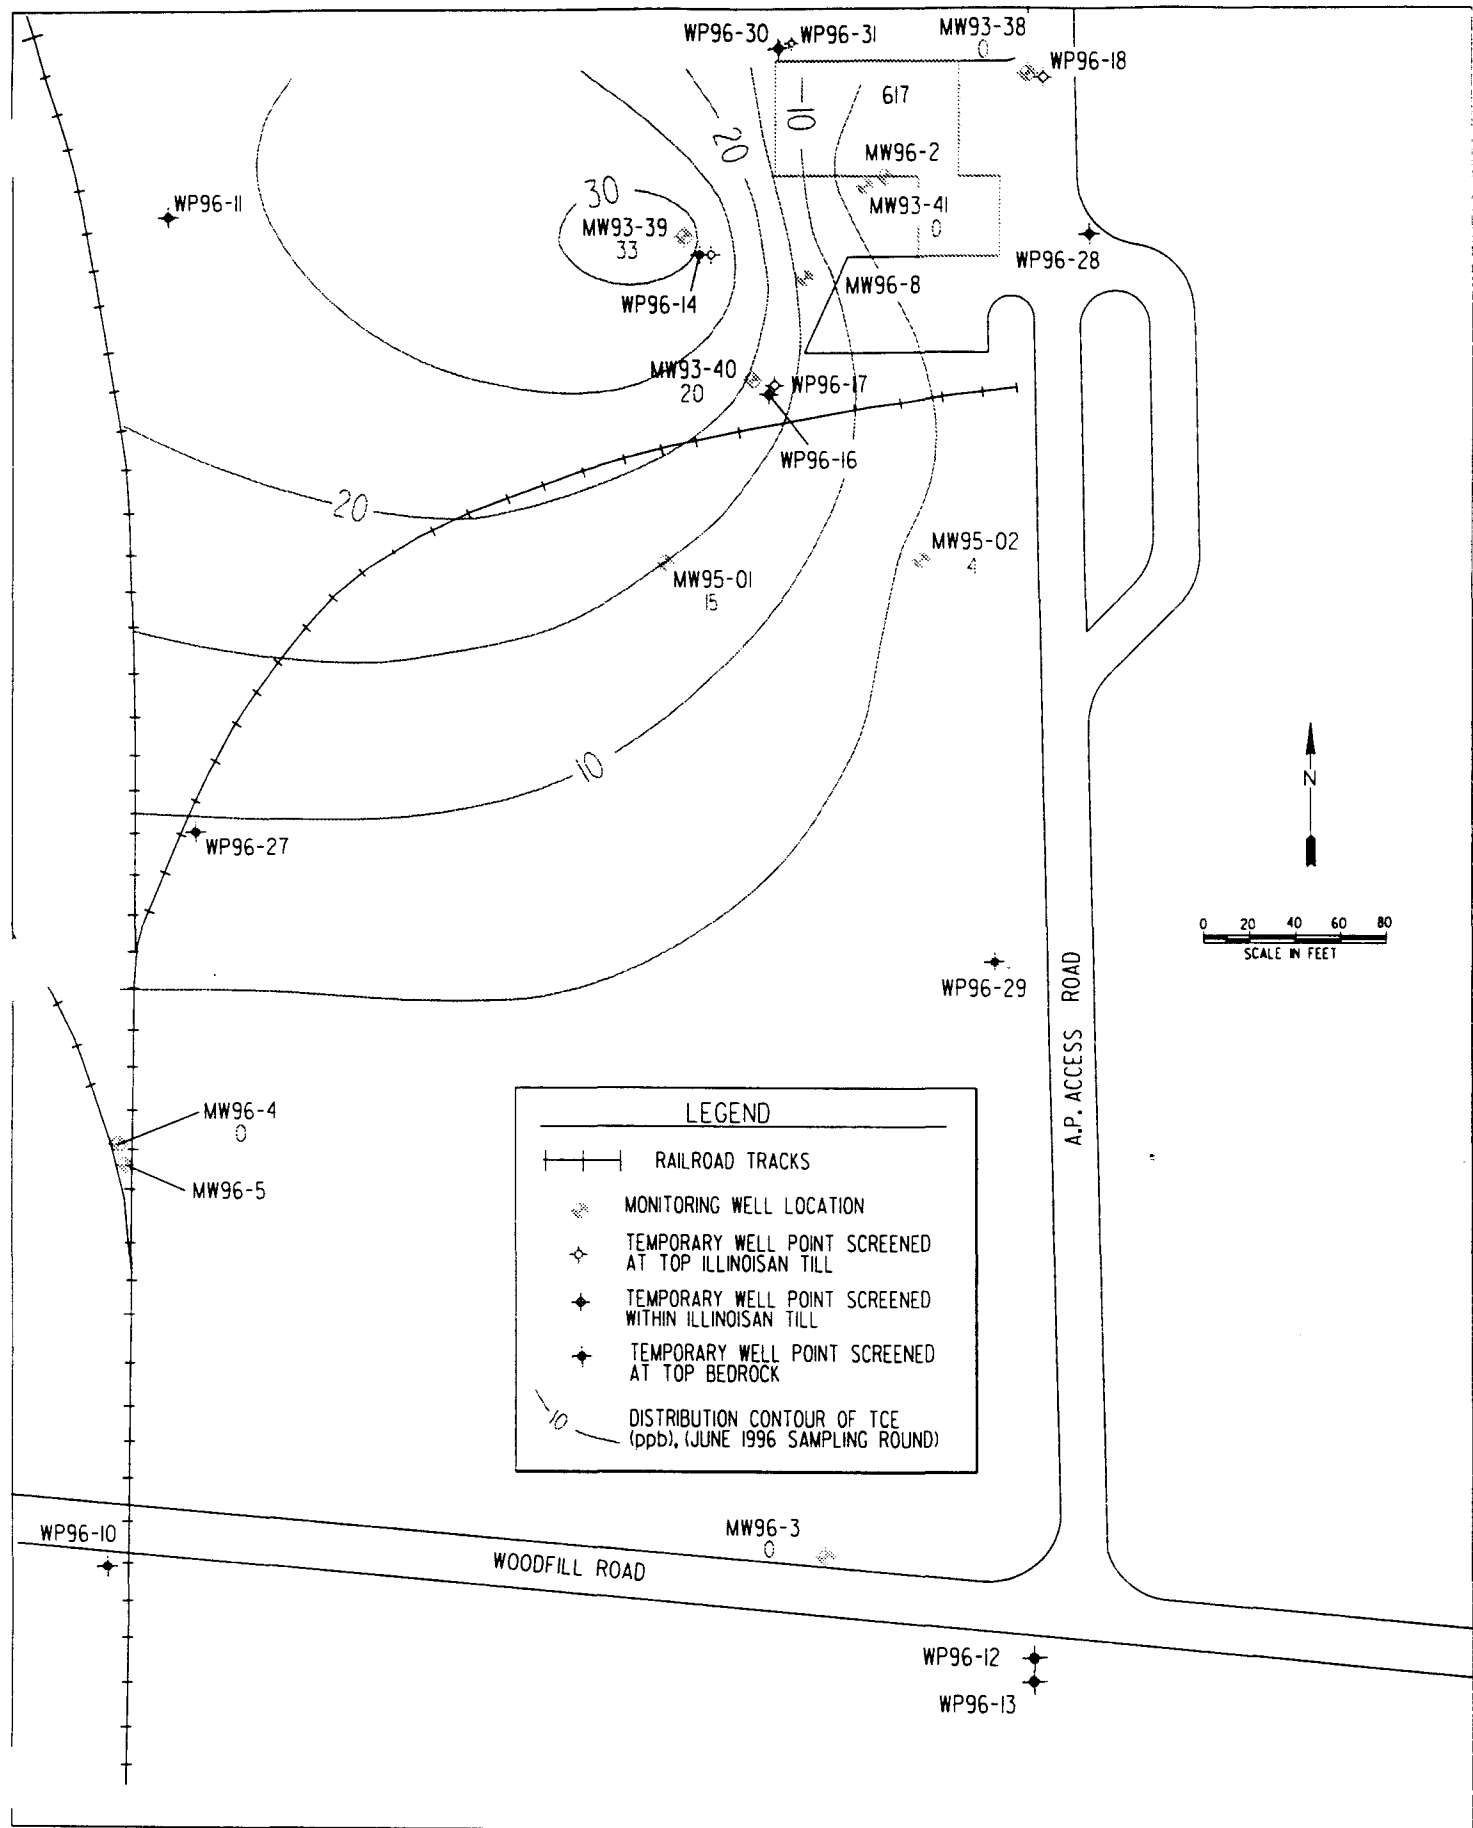 WP96-30
WP96-31
MW93-38
0
WP96-18
617
10
20
MW96-2
WP96-11
30
MW93-39
33
MW93-41
0
WP96-28
WP96-14
MW96-8
MW93-40
20
WP96-17
WP96-16
20
MW95-02
4
MW95-01
15
10
N
WP96-27
0 20 40 60 80
SCALE IN FEET
WP96-29
A.P. ACCESS ROAD
MW96-4
0
MW96-5
LEGEND
RAILROAD TRACKS
MONITORING WELL LOCATION
TEMPORARY WELL POINT SCREENED
AT TOP ILLINOISAN TILL
TEMPORARY WELL POINT SCREENED
WITHIN ILLINOISAN TILL
TEMPORARY WELL POINT SCREENED
AT TOP BEDROCK
10
DISTRIBUTION CONTOUR OF TCE
(ppb), (JUNE 1996 SAMPLING ROUND)
WP96-10
MW96-3
0
WOODFILL ROAD
WP96-12
WP96-13